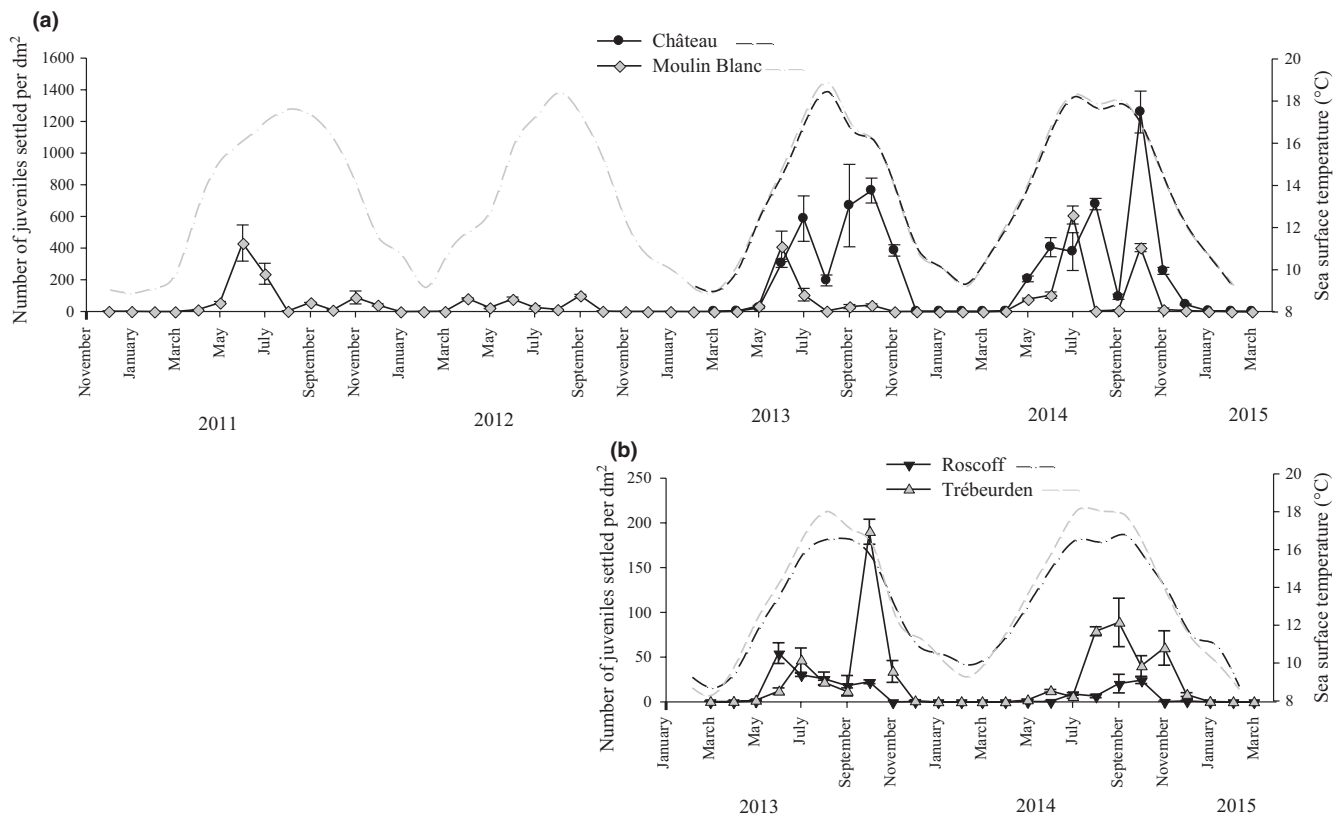 (a)
Château
Moulin Blanc
Number of juveniles settled per dm²
1600
1400
1200
1000
800
600
400
200
0
20
18
16
14
12
10
8
Sea surface temperature (°C)
November
January
March
May
July
September
November
January
March
May
July
September
November
January
March
May
July
September
November
January
March
May
July
September
November
January
March
2011
2012
2013
2014
2015
(b)
Roscoff
Trébeurden
Number of juveniles settled per dm²
250
200
150
100
50
0
20
18
16
14
12
10
8
Sea surface temperature (°C)
January
March
May
July
September
November
January
March
May
July
September
November
January
March
2013
2014
2015